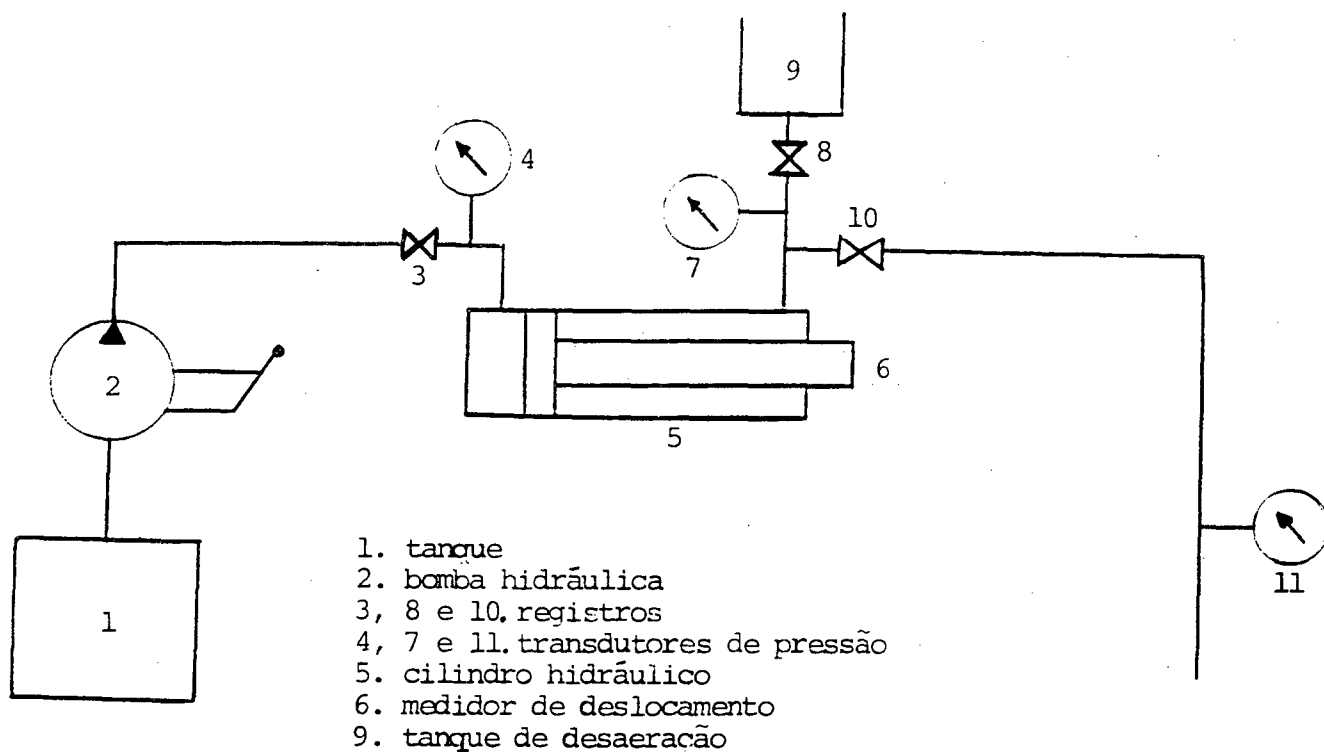 9
4
8
10
3
7
2
6
5
1
11
1. tanque
2. bomba hidráulica
3, 8 e 10. registros
4, 7 e 11. transdutores de pressão
5. cilindro hidráulico
6. medidor de deslocamento
9. tanque de desaeração